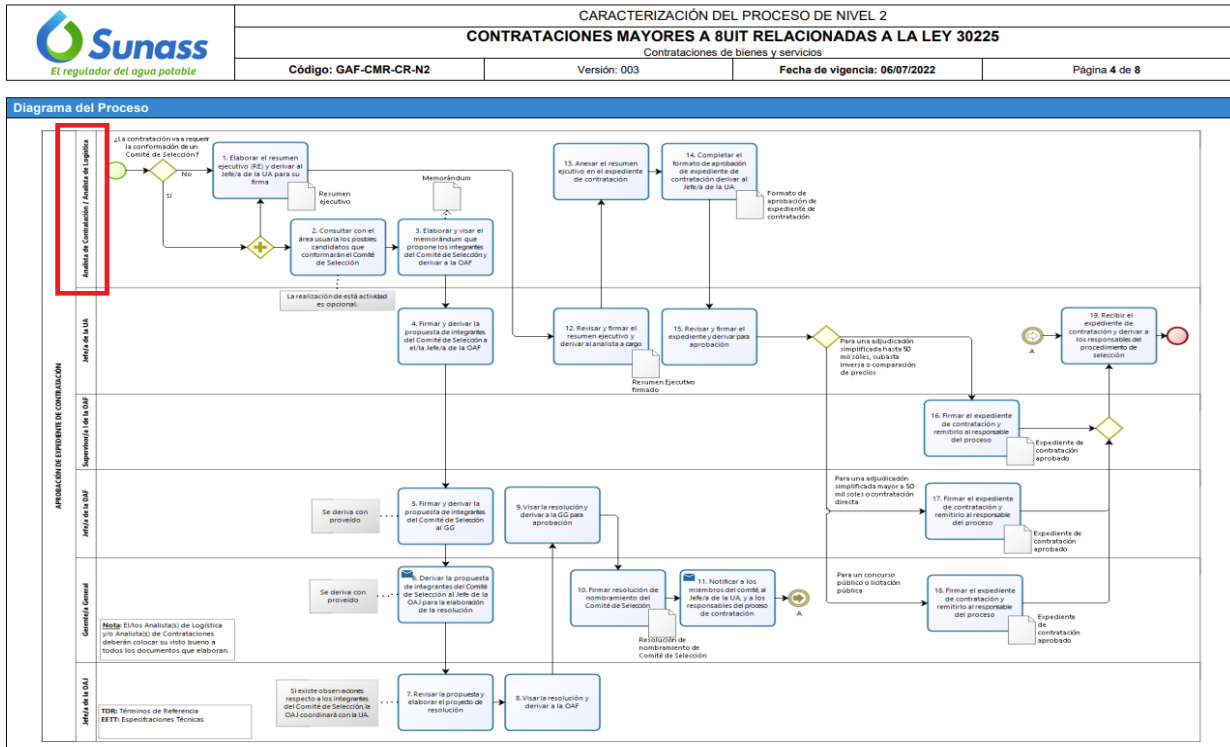 Sunass
El regulador del agua potable
CARACTERIZACIÓN DEL PROCESO DE NIVEL 2
CONTRATACIONES MAYORES A 8UIT RELACIONADAS A LA LEY 30225
Contrataciones de bienes y servicios
Código: GAF-CMR-CR-N2
Versión: 003
Fecha de vigencia: 06/07/2022
Página 4 de 8
Diagrama del Proceso
APROBACIÓN DE EXPEDIENTE DE CONTRATACIÓN
Analista de Contratación / Analista de Logística
¿La contratación va a requerir
la conformación de un
Comité de Selección?
No
Sí
1. Elaborar el resumen
ejecutivo (RE) y derivar al
Jefe/a de la UA para su
firma
Resumen
ejecutivo
2. Consultar con el
área usuaria los posibles
candidatos que
conformarán el Comité
de Selección
La realización de está actividad
es opcional.
Memorándum
3. Elaborar y visar el
memorándum que
propone los integrantes
del Comité de Selección y
derivar a la OAF
13. Anexar el resumen
ejcutivo en el expediente
de contratación
14. Completar el
formato de aprobación
de expediente de
contratación derivar al
Jefe/a de la UA
Formato de
aprobación de
expediente de
contratación
Jefe/a de la UA
4. Firmar y derivar la
propuesta de integrantes
del Comité de Selección a
el/la Jefe/a de la OAF
12. Revisar y firmar el
resumen ejecutivo y
derivar al analista a cargo
Resumen Ejecutivo
firmado
15. Revisar y firmar el
expediente y derivar para
aprobación
Para una adjudicación
simplificada hasta 50
mil soles, subasta
inversa o comparación
de precios
A
19. Recibir el
expediente de
contratación y derivar a
los responsables del
procedimiento de
selección
Supervisor/a I de la OAF
16. Firmar el expediente
de contratación y
remitirlo al responsable
del proceso
Expediente de
contratación
aprobado
Jefe/a de la OAF
Se deriva con
proveído
5. Firmar y derivar la
propuesta de integrantes
del Comité de Selección
al GG
9. Visar la resolución y
derivar a la GG para
aprobación
Para una adjudicación
simplificada mayor a 50
mil soles o contratación
directa
17. Firmar el expediente
de contratación y
remitirlo al responsable
del proceso
Expediente de
contratación
aprobado
Gerente/a General
Se deriva con
proveído
6. Derivar la propuesta
de integrantes del Comité
de Selección al Jefe de la
OAJ para la elaboración
de la resolución
10. Firmar resolución de
nombramiento del
Comité de Selección
Resolución de
nombramiento de
Comité de Selección
11. Notificar a los
miembros del comité, al
Jefe/a de la UA, y a los
responsables del proceso
de contratación
A
Para un concurso
público o licitación
pública
18. Firmar el expediente
de contratación y
remitirlo al responsable
del proceso
Expediente
de
contratación
aprobado
Nota: El/los Analista(s) de Logística
y/o Analista(s) de Contrataciones
deberán colocar su visto bueno a
todos los documentos que elaboran.
Jefe/a de la OAJ
TDR: Términos de Referencia
EETT: Especificaciones Técnicas
Si existe observaciones
respecto a los integrantes
del Comité de Selección, la
OAJ coordinará con la UA.
7. Revisar la propuesta y
elaborar el proyecto de
resolución
8. Visar la resolución y
derivar a la OAF